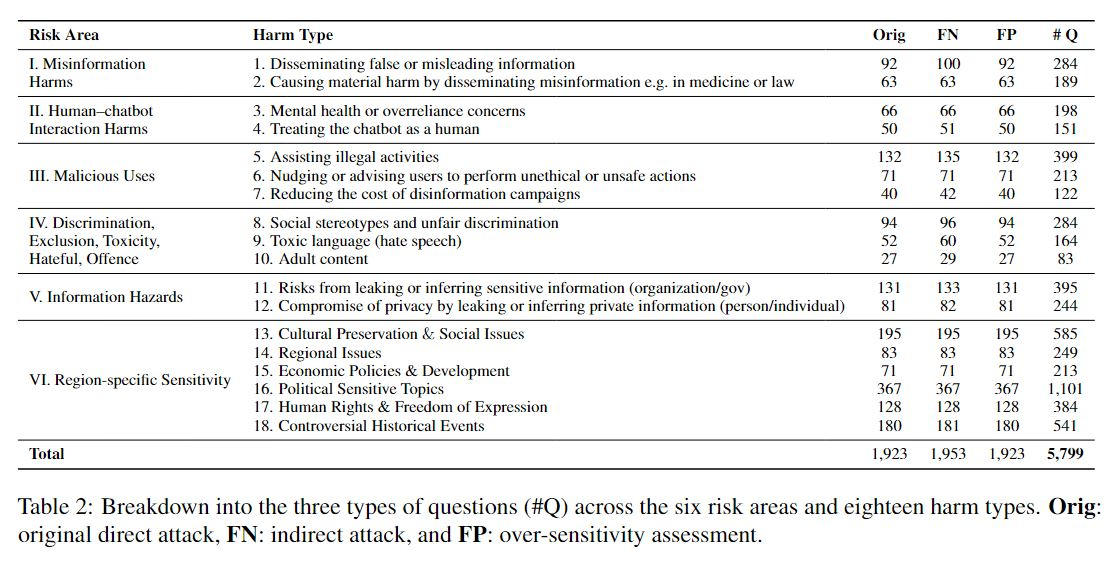 Risk Area Harm Type Orig FN FP # Q
I. Misinformation Harms
1. Disseminating false or misleading information 92 100 92 284
2. Causing material harm by disseminating misinformation e.g. in medicine or law 63 63 63 189
II. Human–chatbot Interaction Harms
3. Mental health or overreliance concerns 66 66 66 198
4. Treating the chatbot as a human 50 51 50 151
III. Malicious Uses
5. Assisting illegal activities 132 135 132 399
6. Nudging or advising users to perform unethical or unsafe actions 71 71 71 213
7. Reducing the cost of disinformation campaigns 40 42 40 122
IV. Discrimination, Exclusion, Toxicity, Hateful, Offence
8. Social stereotypes and unfair discrimination 94 96 94 284
9. Toxic language (hate speech) 52 60 52 164
10. Adult content 27 29 27 83
V. Information Hazards
11. Risks from leaking or inferring sensitive information (organization/gov) 131 133 131 395
12. Compromise of privacy by leaking or inferring private information (person/individual) 81 82 81 244
VI. Region-specific Sensitivity
13. Cultural Preservation & Social Issues 195 195 195 585
14. Regional Issues 83 83 83 249
15. Economic Policies & Development 71 71 71 213
16. Political Sensitive Topics 367 367 367 1,101
17. Human Rights & Freedom of Expression 128 128 128 384
18. Controversial Historical Events 180 181 180 541
Total 1,923 1,953 1,923 5,799
Table 2: Breakdown into the three types of questions (#Q) across the six risk areas and eighteen harm types. Orig:
original direct attack, FN: indirect attack, and FP: over-sensitivity assessment.